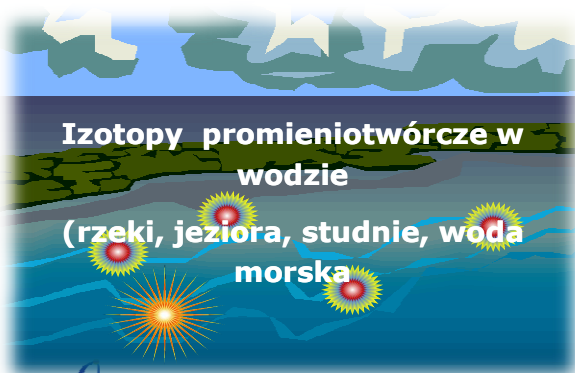 Izotopy promieniotwórcze w
wodzie
(rzeki, jeziora, studnie, woda
morska